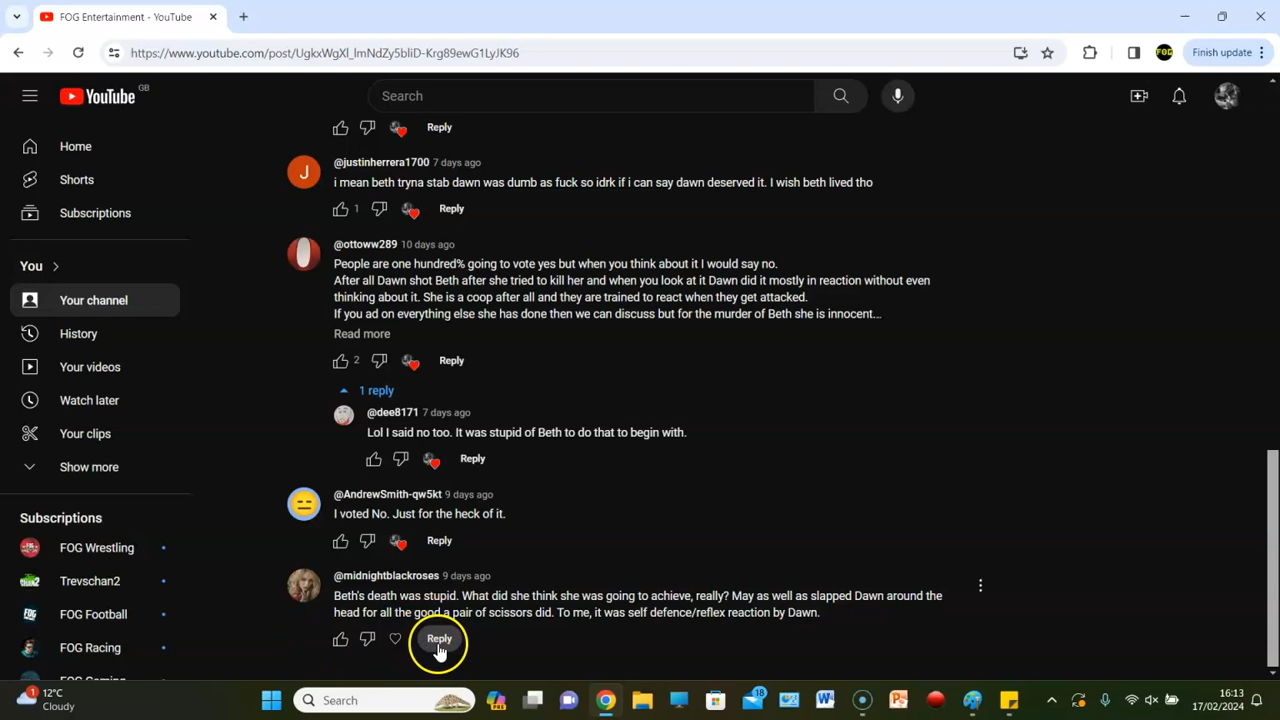 FOG Entertainment - YouTube
https://www.youtube.com/post/UgkxWgXl_lmNdZy5bliD-Krg89ewG1LyJK96
FOG
Finish update
YouTube GB
Search
Home
Shorts
Subscriptions
You
Your channel
History
Your videos
Watch later
Your clips
Show more
Subscriptions
FOG Wrestling
Trevschan2
FOG Football
FOG Racing
Reply
J
@justinherrera1700 7 days ago
i mean beth tryna stab dawn was dumb as fuck so idrk if i can say dawn deserved it. I wish beth lived tho
1 Reply
@ottoww289 10 days ago
People are one hundred% going to vote yes but when you think about it I would say no.
After all Dawn shot Beth after she tried to kill her and when you look at it Dawn did it mostly in reaction without even
thinking about it. She is a coop after all and they are trained to react when they get attacked.
If you ad on everything else she has done then we can discuss but for the murder of Beth she is innocent...
Read more
2 Reply
1 reply
@dee8171 7 days ago
Lol I said no too. It was stupid of Beth to do that to begin with.
Reply
@AndrewSmith-qw5kt 9 days ago
I voted No. Just for the heck of it.
Reply
@midnightblackroses 9 days ago
Beth's death was stupid. What did she think she was going to achieve, really? May as well as slapped Dawn around the
head for all the good a pair of scissors did. To me, it was self defence/reflex reaction by Dawn.
Reply
1
12°C
Cloudy
Search
18
16:13
17/02/2024